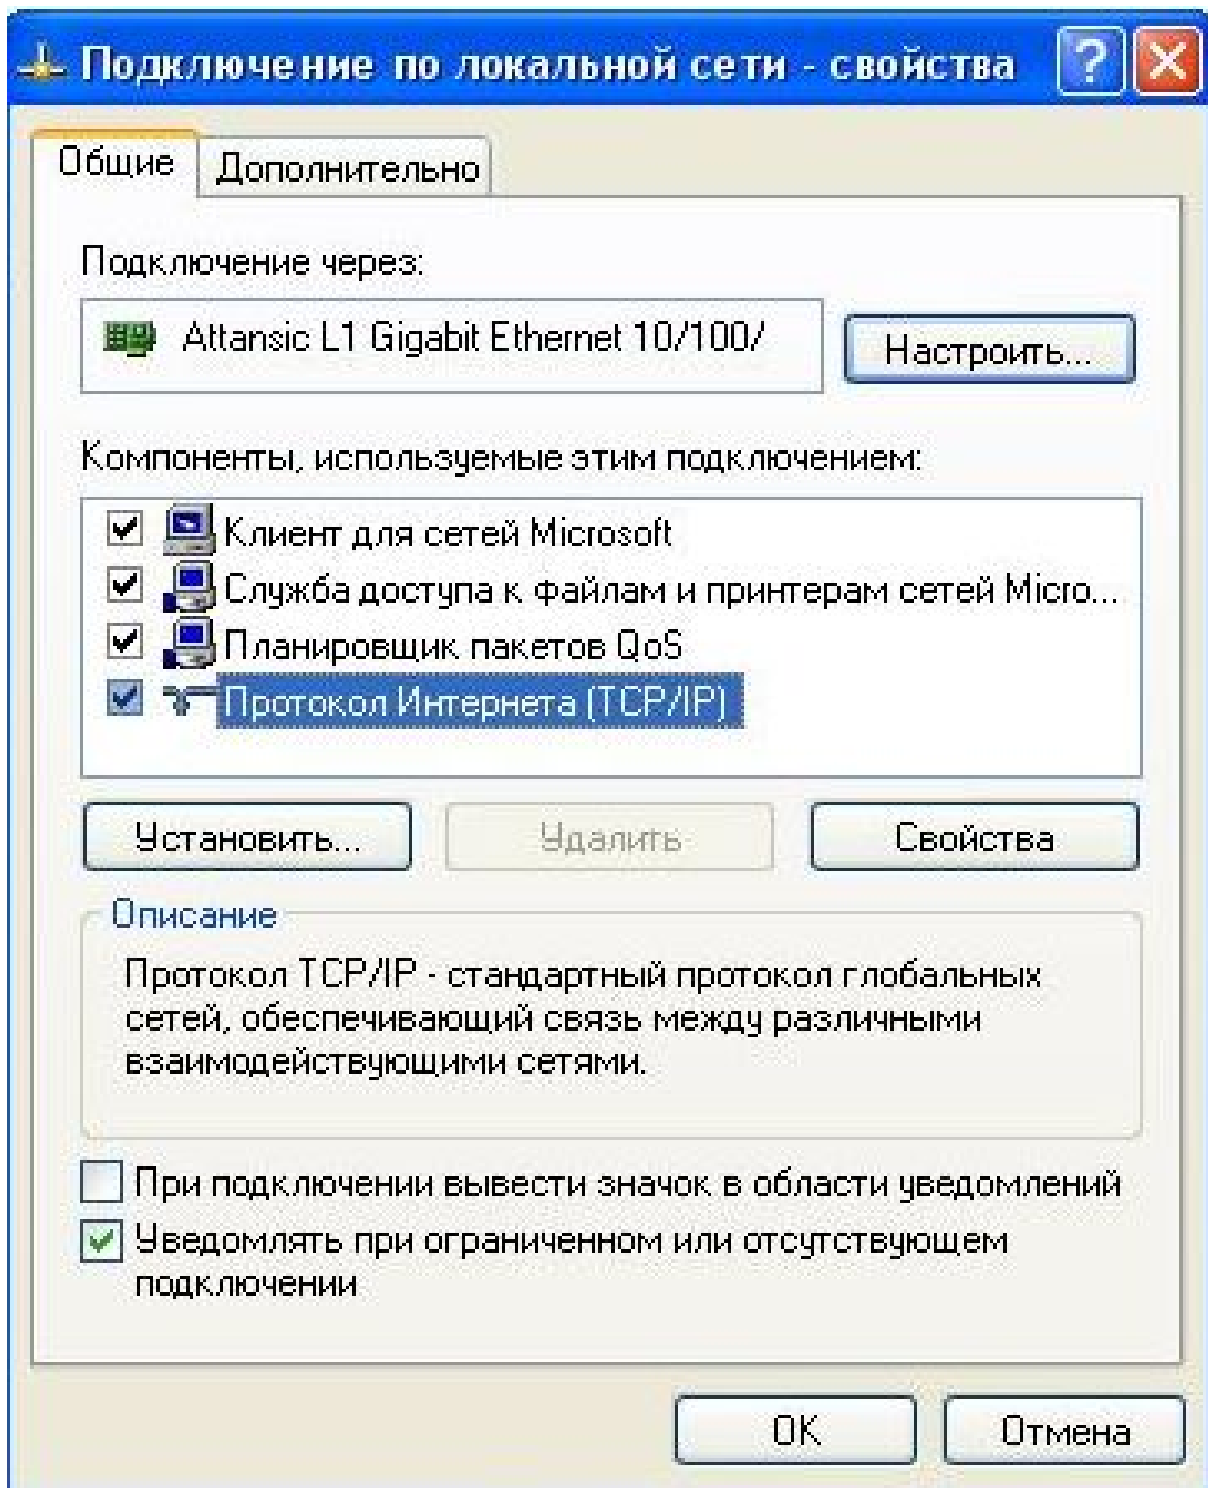 Подключение по локальной сети - свойства
Общие
Дополнительно
Подключение через:
Attansic L1 Gigabit Ethernet 10/100/
Настроить...
Компоненты, используемые этим подключением:
Клиент для сетей Microsoft
Служба доступа к файлам и принтерам сетей Micro...
Планировщик пакетов QoS
Протокол Интернета (TCP/IP)
Установить...
Удалить
Свойства
Описание
Протокол TCP/IP - стандартный протокол глобальных
сетей, обеспечивающий связь между различными
взаимодействующими сетями.
При подключении вывести значок в области уведомлений
Уведомлять при ограниченном или отсутствующем
подключении
OK
Отмена